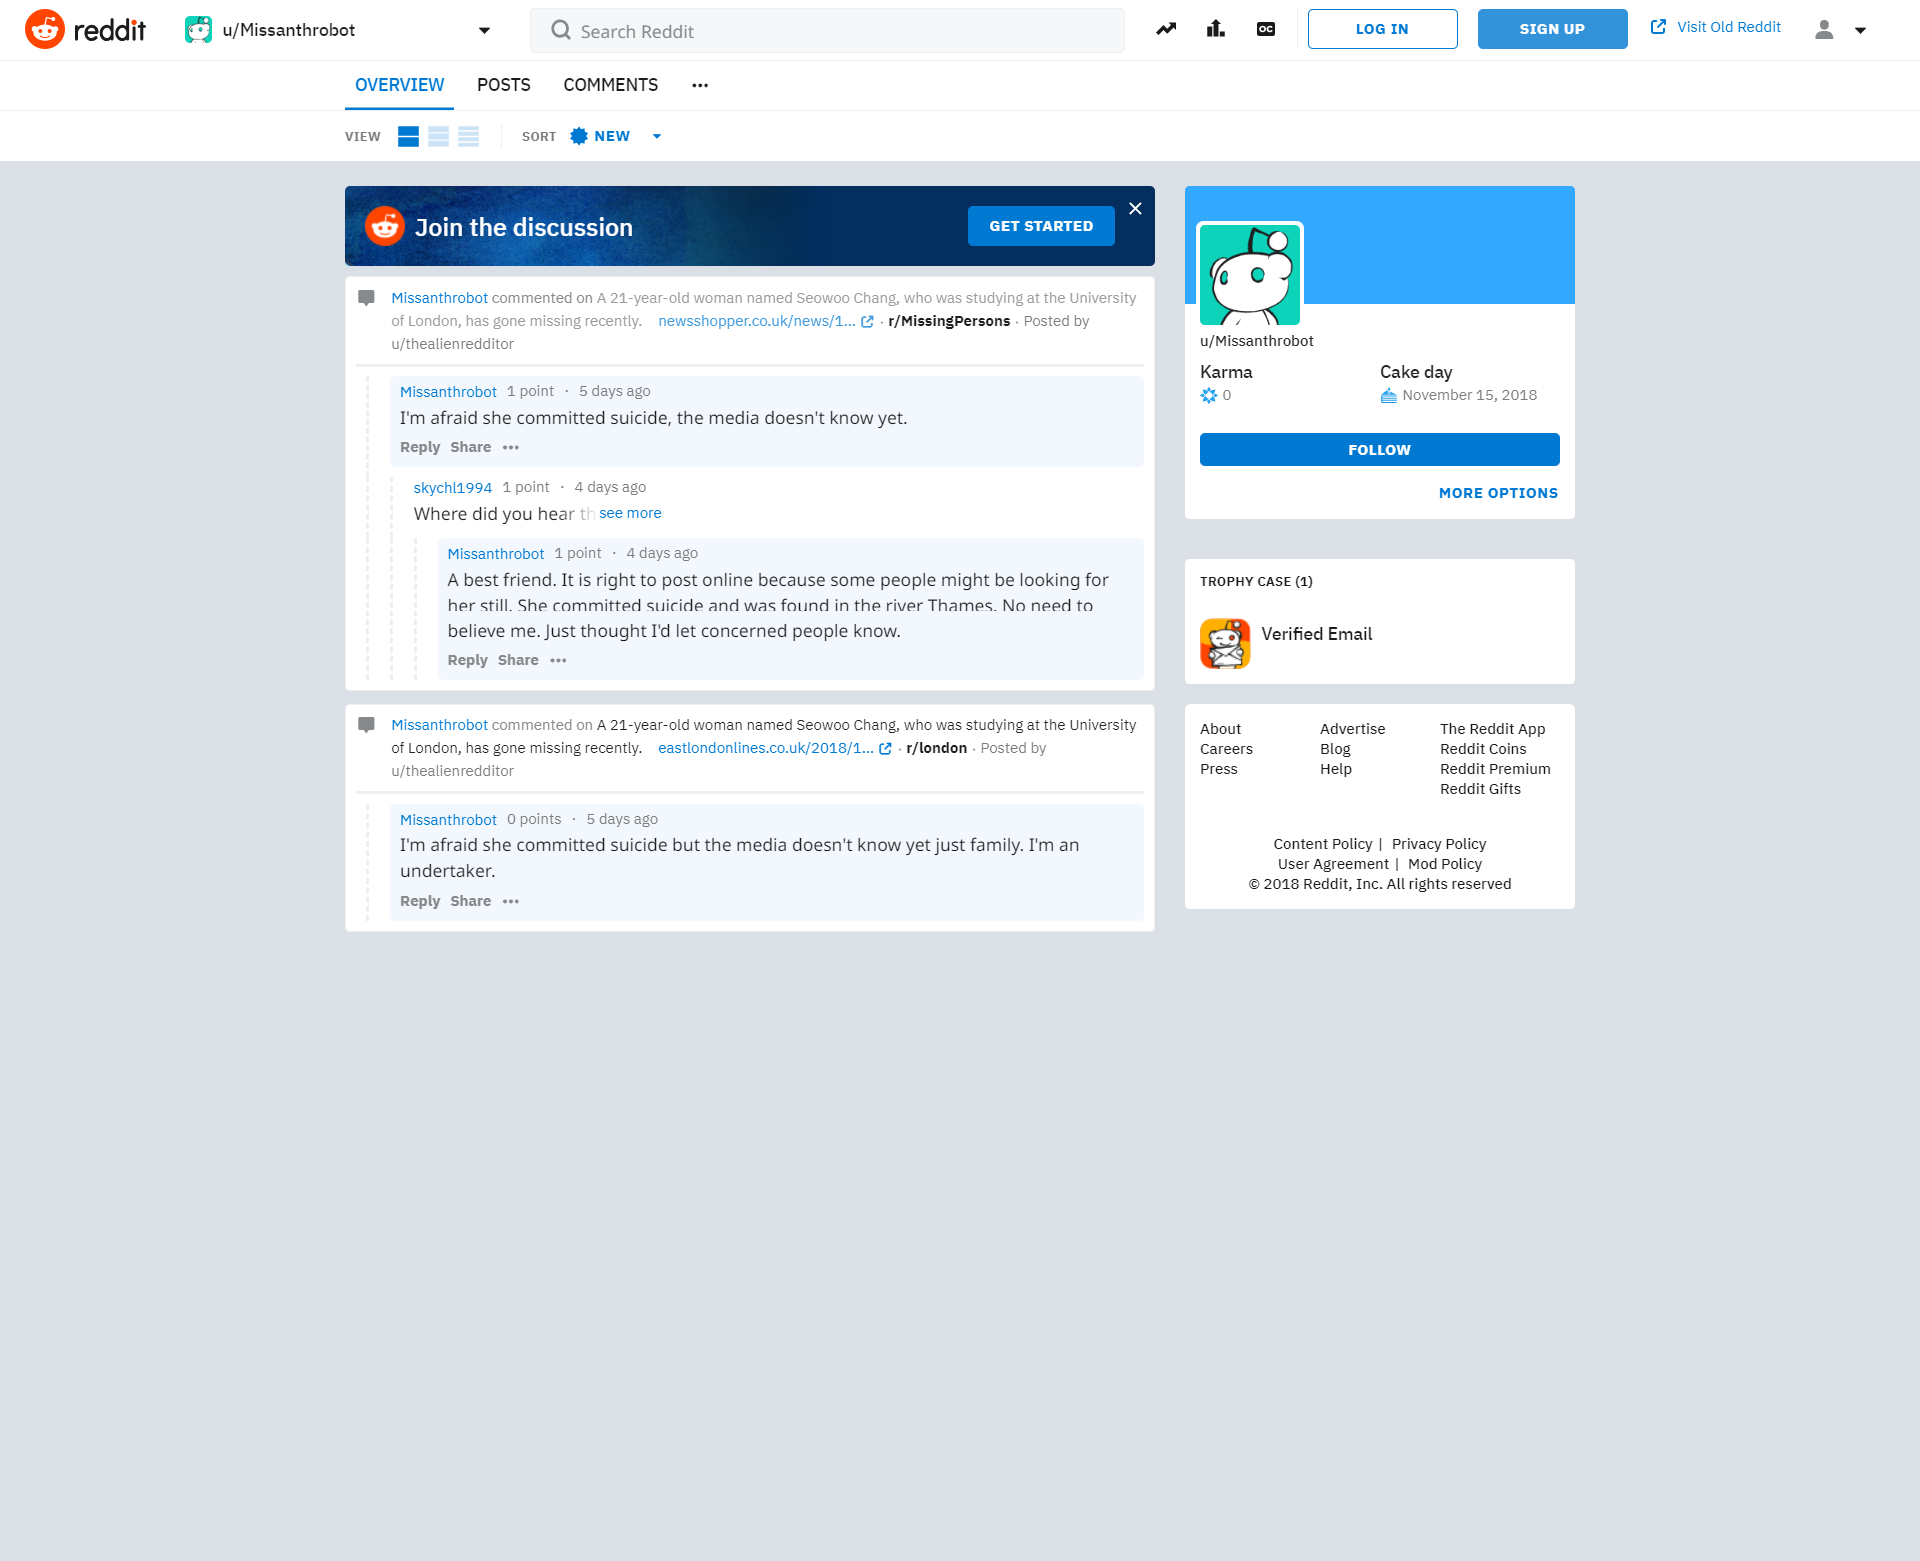 reddit
u/Missanthrobot
Search Reddit
OC
LOG IN
SIGN UP
Visit Old Reddit
OVERVIEW
POSTS
COMMENTS
VIEW
SORT
NEW
Join the discussion
GET STARTED
Missanthrobot commented on A 21-year-old woman named Seowoo Chang, who was studying at the University
of London, has gone missing recently. newsshopper.co.uk/news/1... · r/MissingPersons · Posted by
u/thealienredditor
Missanthrobot 1 point · 5 days ago
I'm afraid she committed suicide, the media doesn't know yet.
Reply Share
skychl1994 1 point · 4 days ago
Where did you hear th see more
Missanthrobot 1 point · 4 days ago
A best friend. It is right to post online because some people might be looking for
her still. She committed suicide and was found in the river Thames. No need to
believe me. Just thought I'd let concerned people know.
Reply Share
Missanthrobot commented on A 21-year-old woman named Seowoo Chang, who was studying at the University
of London, has gone missing recently. eastlondonlines.co.uk/2018/1... · r/london · Posted by
u/thealienredditor
Missanthrobot 0 points · 5 days ago
I'm afraid she committed suicide but the media doesn't know yet just family. I'm an
undertaker.
Reply Share
u/Missanthrobot
Karma
Cake day
0
November 15, 2018
FOLLOW
MORE OPTIONS
TROPHY CASE (1)
Verified Email
About
Advertise
The Reddit App
Careers
Blog
Reddit Coins
Press
Help
Reddit Premium
Reddit Gifts
Content Policy | Privacy Policy
User Agreement | Mod Policy
© 2018 Reddit, Inc. All rights reserved